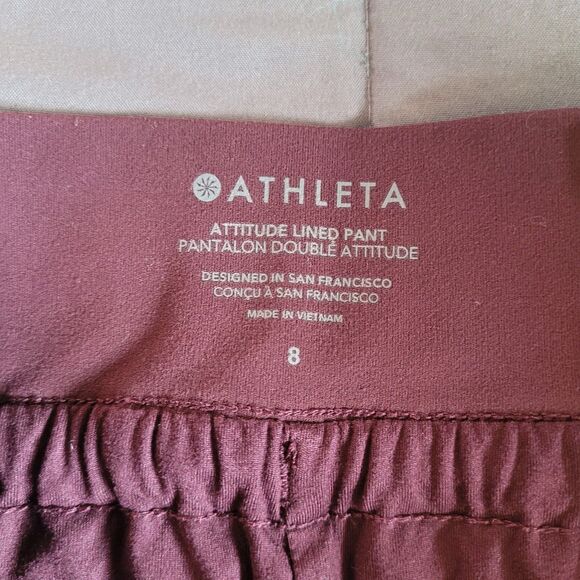 ATHLETA
ATTITUDE LINED PANT
PANTALON DOUBLÉ ATTITUDE
DESIGNED IN SAN FRANCISCO
CONÇU À SAN FRANCISCO
MADE IN VIETNAM
8